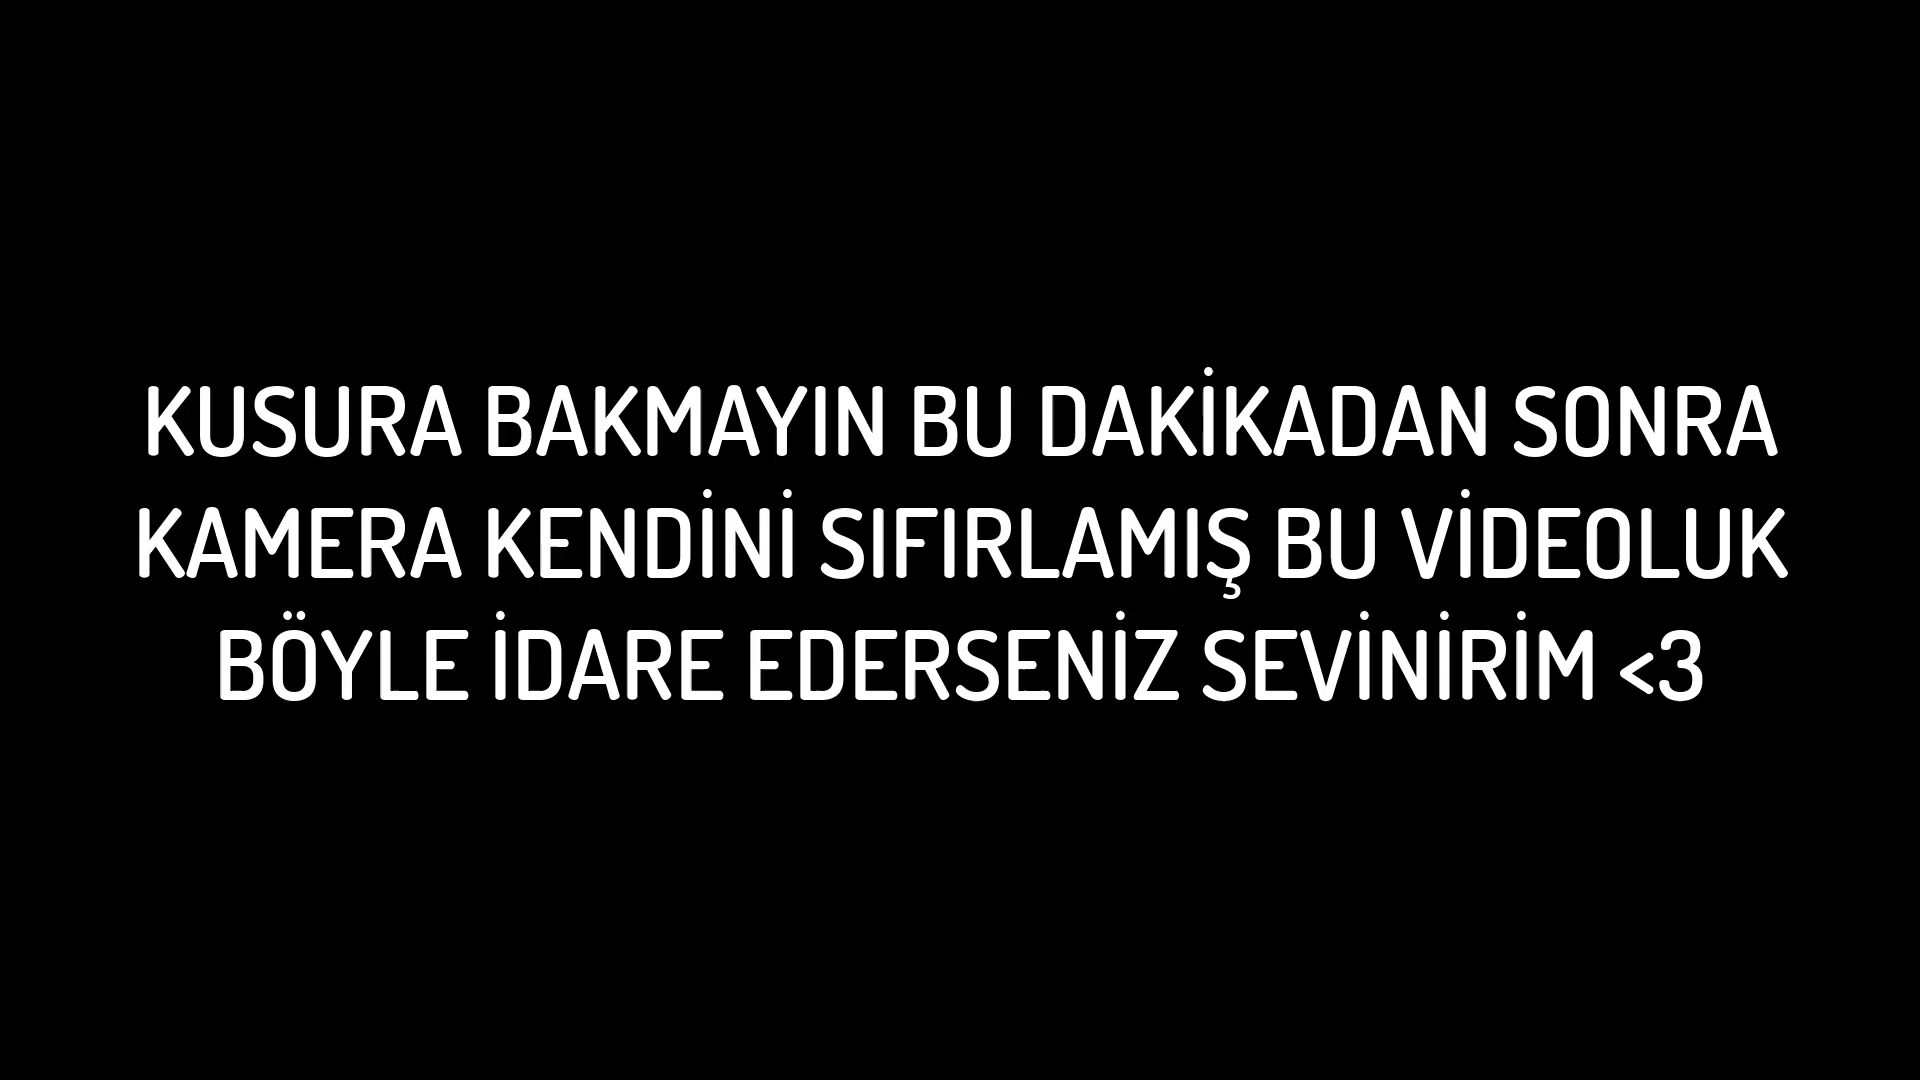 KUSURA BAKMAYIN BU DAKİKADAN SONRA
KAMERA KENDİNİ SIFIRLAMIŞ BU VİDEOLUK
BÖYLE İDARE EDERSENİZ SEVİNİRİM <3